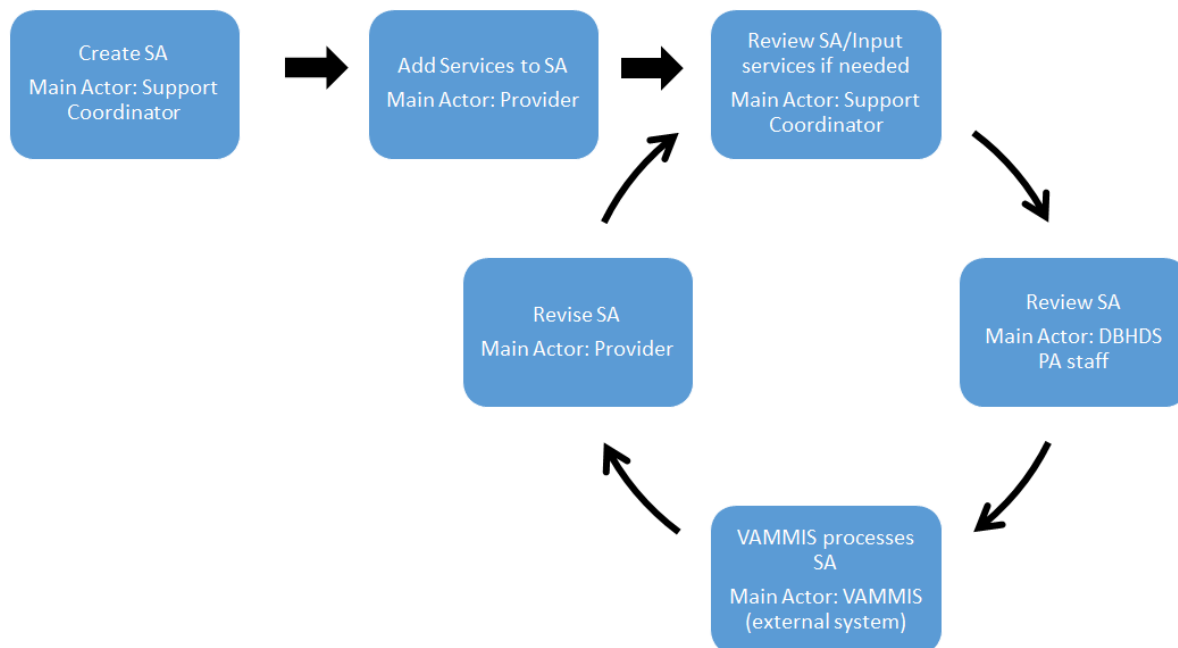 Create SA
Main Actor: Support
Coordinator
Add Services to SA
Main Actor: Provider
Review SA/Input
services if needed
Main Actor: Support
Coordinator
Review SA
Main Actor: DBHDS
PA staff
VAMMIS processes
SA
Main Actor: VAMMIS
(external system)
Revise SA
Main Actor: Provider